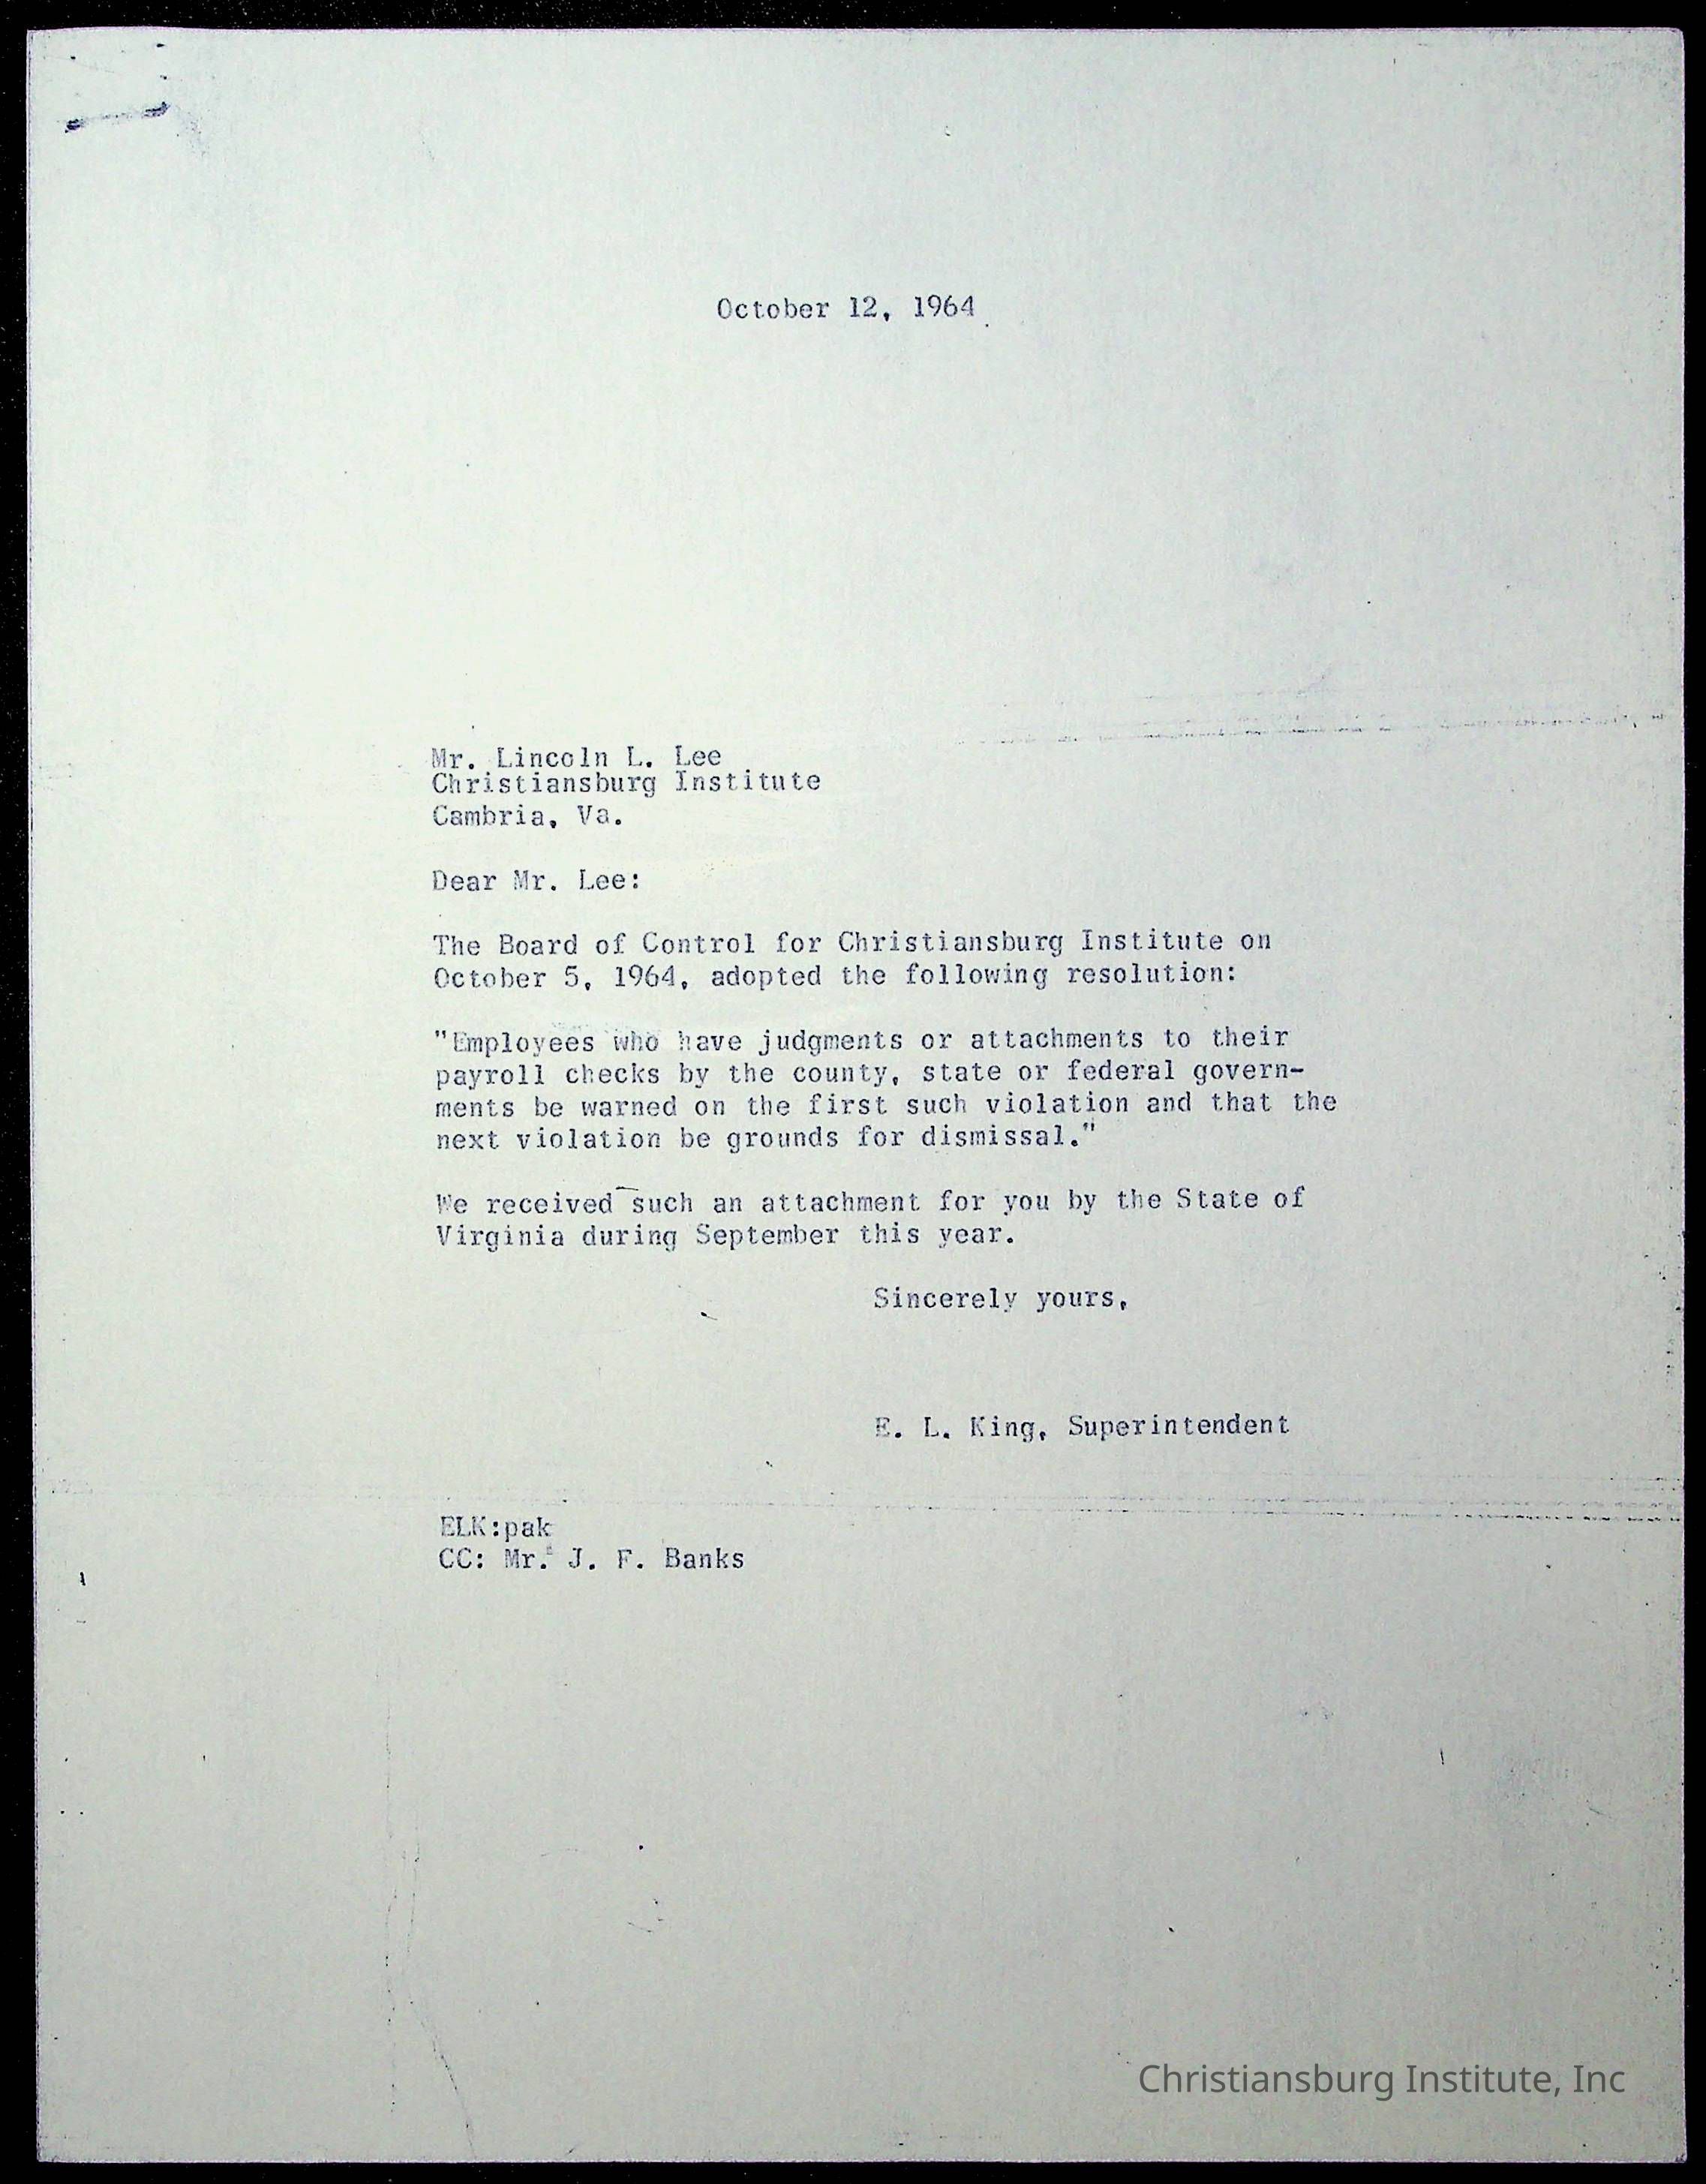 October 12, 1964
Mr. Lincoln L. Lee
Christiansburg Institute
Cambria, Va.
Dear Mr. Lee:
The Board of Control for Christiansburg Institute on
October 5, 1964, adopted the following resolution:
"Employees who have judgments or attachments to their
payroll checks by the county, state or federal govern-
ments be warned on the first such violation and that the
next violation be grounds for dismissal."
We received such an attachment for you by the State of
Virginia during September this year.
Sincerely yours,
E. L. King, Superintendent
ELK:pak
CC: Mr. J. F. Banks
Christiansburg Institute, Inc